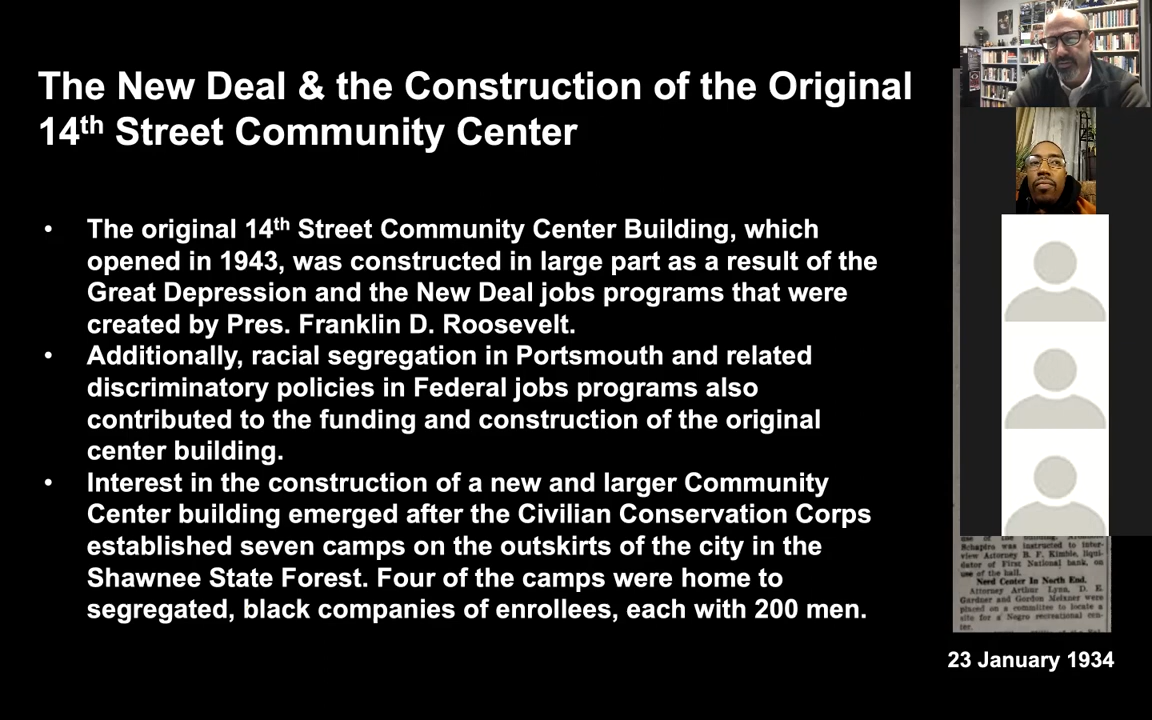 The New Deal & the Construction of the Original
14th Street Community Center
• The original 14th Street Community Center Building, which
opened in 1943, was constructed in large part as a result of the
Great Depression and the New Deal jobs programs that were
created by Pres. Franklin D. Roosevelt.
• Additionally, racial segregation in Portsmouth and related
discriminatory policies in Federal jobs programs also
contributed to the funding and construction of the original
center building.
• Interest in the construction of a new and larger Community
Center building emerged after the Civilian Conservation Corps
established seven camps on the outskirts of the city in the
Shawnee State Forest. Four of the camps were home to
segregated, black companies of enrollees, each with 200 men.
Schapiro was instructed to inter-
view Attorney B. F. Kimble, liqui-
dator of First National bank, on
use of the hall.
Need Center In North End.
Attorney Arthur Lynn, D. E.
Gardner and Gordon Meixner were
placed on a committee to locate a
site for a Negro recreational cen-
ter.
23 January 1934